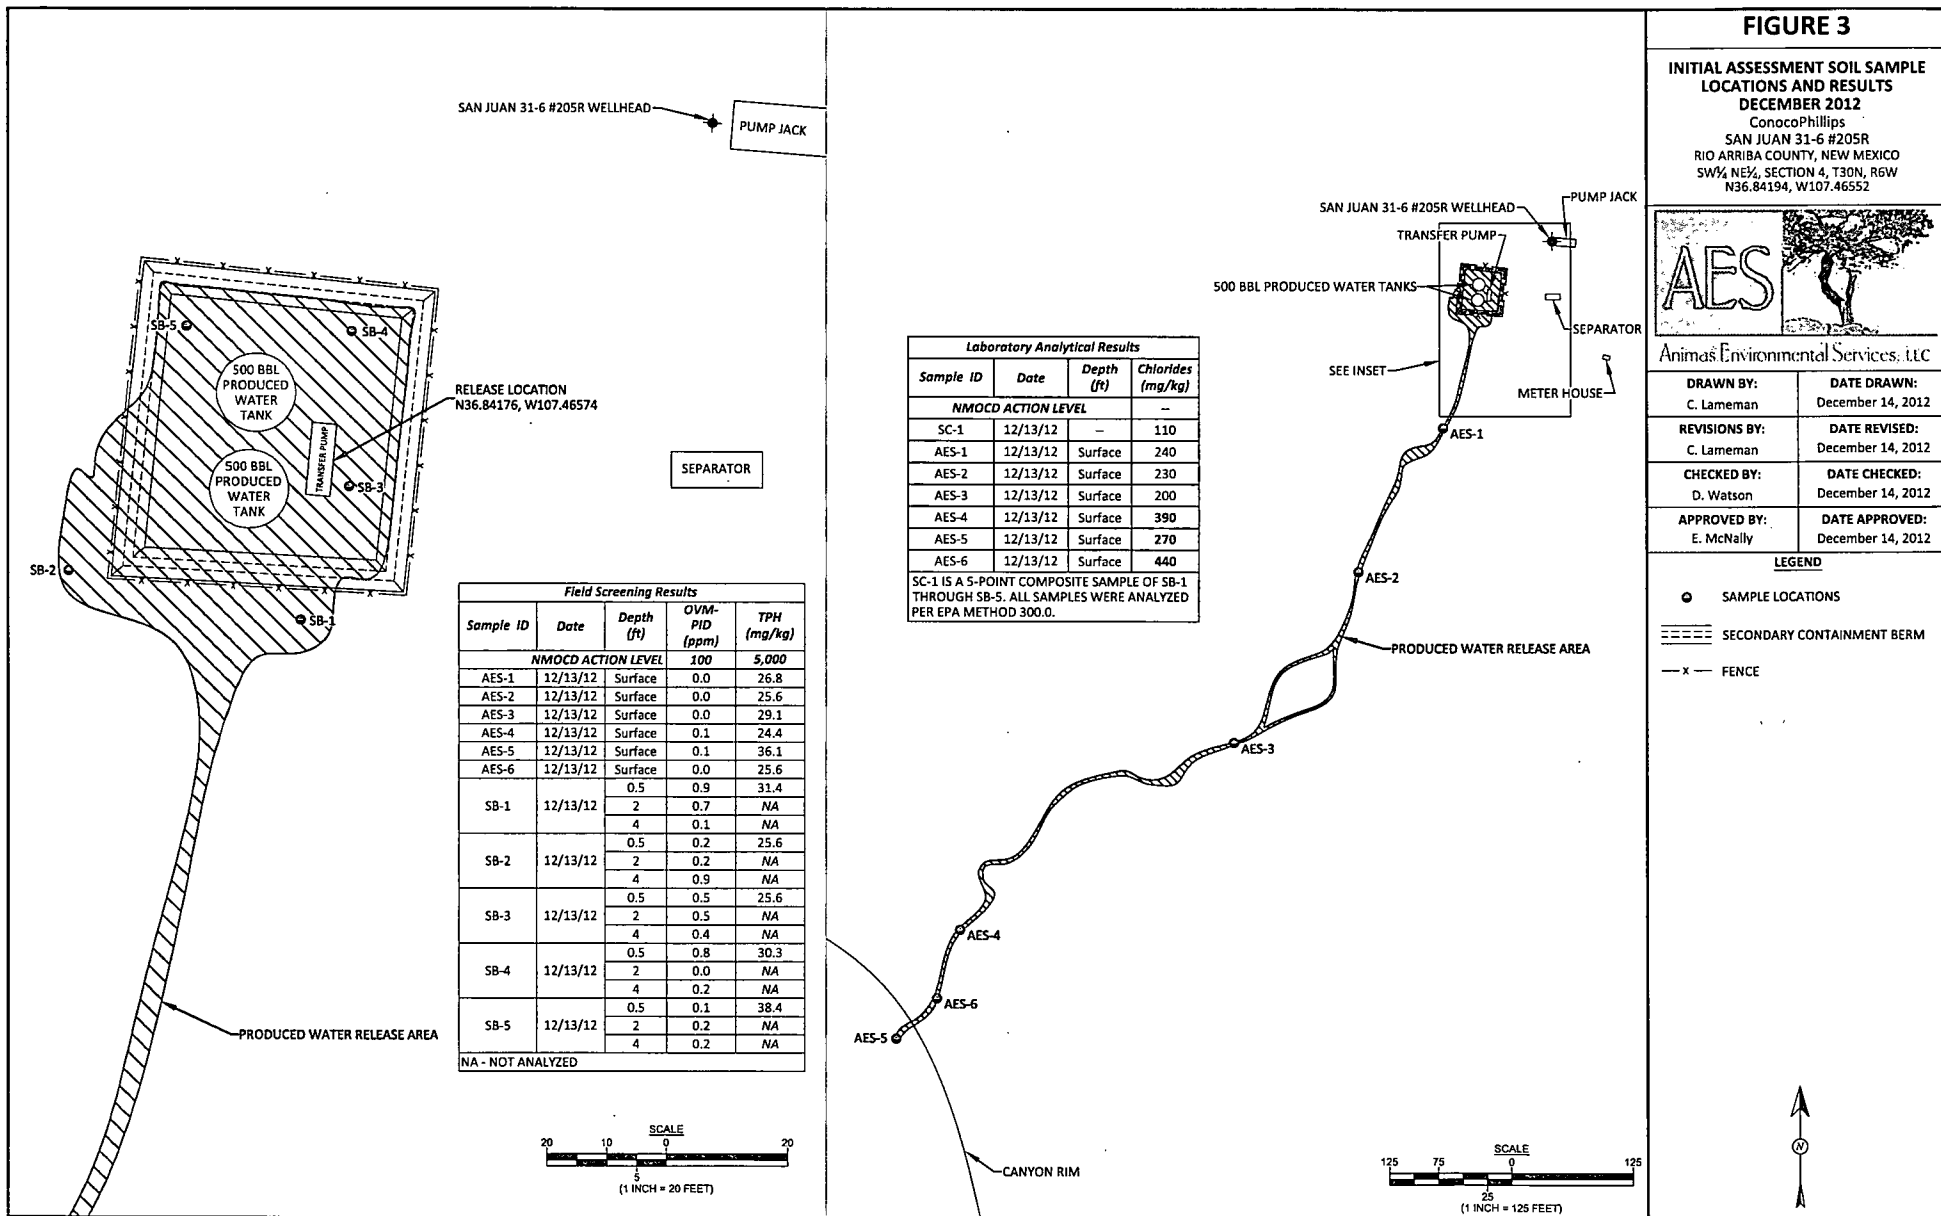 FIGURE 3
INITIAL ASSESSMENT SOIL SAMPLE
LOCATIONS AND RESULTS
DECEMBER 2012
ConocoPhillips
SAN JUAN 31-6 #205R
RIO ARRIBA COUNTY, NEW MEXICO
SW¼ NE¼, SECTION 4, T30N, R6W
N36.84194, W107.46552
AES
Animas Environmental Services, LLC
DRAWN BY: DATE DRAWN:
C. Lameman December 14, 2012
REVISIONS BY: DATE REVISED:
C. Lameman December 14, 2012
CHECKED BY: DATE CHECKED:
D. Watson December 14, 2012
APPROVED BY: DATE APPROVED:
E. McNally December 14, 2012
LEGEND
SAMPLE LOCATIONS
SECONDARY CONTAINMENT BERM
x FENCE
N
SAN JUAN 31-6 #205R WELLHEAD
PUMP JACK
SB-5
SB-4
500 BBL
PRODUCED
WATER
TANK
RELEASE LOCATION
N36.84176, W107.46574
TRANSFER PUMP
500 BBL
PRODUCED
WATER
TANK
SB-3
SEPARATOR
SB-2
SB-1
PRODUCED WATER RELEASE AREA
Field Screening Results
Sample ID Date Depth (ft) OVM-PID (ppm) TPH (mg/kg)
NMOCD ACTION LEVEL 100 5,000
AES-1 12/13/12 Surface 0.0 26.8
AES-2 12/13/12 Surface 0.0 25.6
AES-3 12/13/12 Surface 0.0 29.1
AES-4 12/13/12 Surface 0.1 24.4
AES-5 12/13/12 Surface 0.1 36.1
AES-6 12/13/12 Surface 0.0 25.6
SB-1 12/13/12 0.5 0.9 31.4
2 0.7 NA
4 0.1 NA
SB-2 12/13/12 0.5 0.2 25.6
2 0.2 NA
4 0.9 NA
SB-3 12/13/12 0.5 0.5 25.6
2 0.5 NA
4 0.4 NA
SB-4 12/13/12 0.5 0.8 30.3
2 0.0 NA
4 0.2 NA
SB-5 12/13/12 0.5 0.1 38.4
2 0.2 NA
4 0.2 NA
NA - NOT ANALYZED
SCALE
20 10 0 20
5
(1 INCH = 20 FEET)
SAN JUAN 31-6 #205R WELLHEAD
PUMP JACK
TRANSFER PUMP
500 BBL PRODUCED WATER TANKS
SEPARATOR
SEE INSET
METER HOUSE
Laboratory Analytical Results
Sample ID Date Depth (ft) Chlorides (mg/kg)
NMOCD ACTION LEVEL --
SC-1 12/13/12 -- 110
AES-1 12/13/12 Surface 240
AES-2 12/13/12 Surface 230
AES-3 12/13/12 Surface 200
AES-4 12/13/12 Surface 390
AES-5 12/13/12 Surface 270
AES-6 12/13/12 Surface 440
SC-1 IS A 5-POINT COMPOSITE SAMPLE OF SB-1
THROUGH SB-5. ALL SAMPLES WERE ANALYZED
PER EPA METHOD 300.0.
AES-1
AES-2
PRODUCED WATER RELEASE AREA
AES-3
AES-4
AES-6
AES-5
CANYON RIM
SCALE
125 75 0 125
25
(1 INCH = 125 FEET)